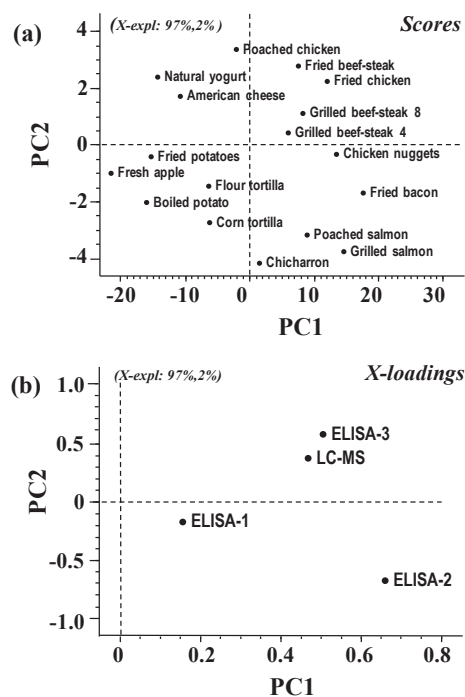 (a)
(X-expl: 97%,2%)
Scores
4
Poached chicken
Fried beef-steak
Natural yogurt
Fried chicken
2
American cheese
Grilled beef-steak 8
Grilled beef-steak 4
PC2
0
Chicken nuggets
Fried potatoes
Fresh apple
Flour tortilla
Fried bacon
-2
Boiled potato
Corn tortilla
Poached salmon
Grilled salmon
-4
Chicharron
-20 -10 0 10 20 30
PC1
(b)
(X-expl: 97%,2%)
X-loadings
1.0
ELISA-3
0.5
LC-MS
PC2
0
ELISA-1
-0.5
ELISA-2
-1.0
0 0.2 0.4 0.6 0.8
PC1